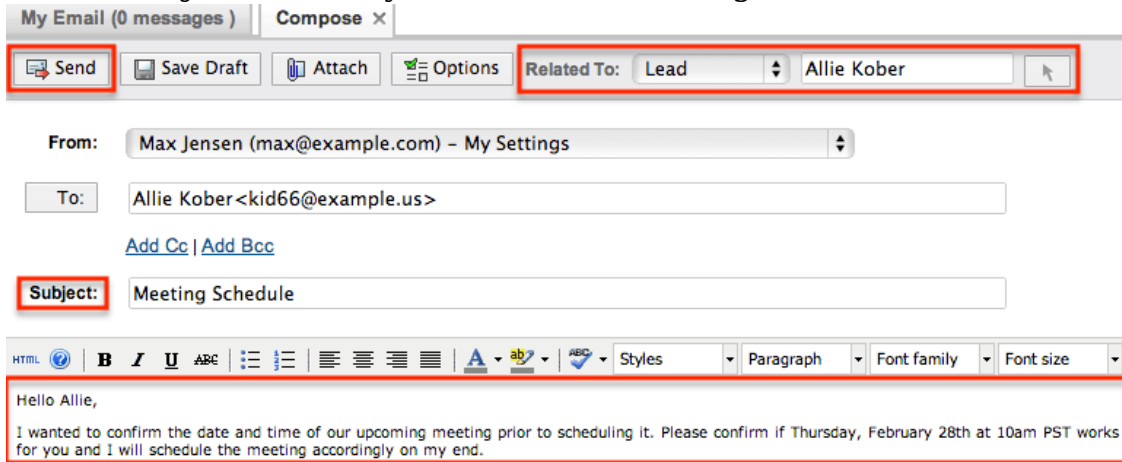 My Email (0 messages ) Compose ×
Send Save Draft Attach Options Related To: Lead Allie Kober
From: Max Jensen (max@example.com) – My Settings
To: Allie Kober<kid66@example.us>
Add Cc | Add Bcc
Subject: Meeting Schedule
HTML ? B I U ABC A ab ABC Styles Paragraph Font family Font size
Hello Allie,
I wanted to confirm the date and time of our upcoming meeting prior to scheduling it. Please confirm if Thursday, February 28th at 10am PST works
for you and I will schedule the meeting accordingly on my end.